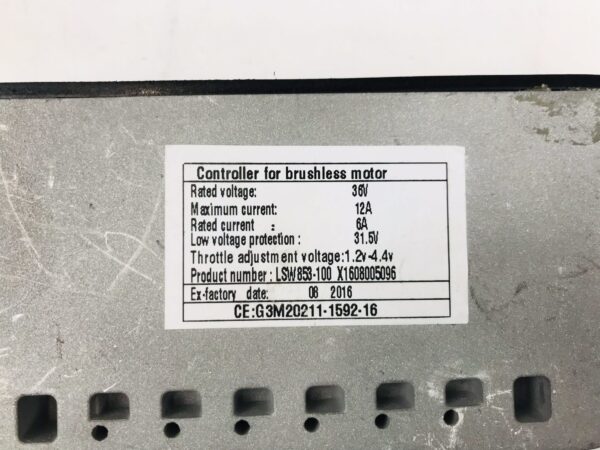 Controller for brushless motor
Rated voltage: 36V
Maximum current: 12A
Rated current : 6A
Low voltage protection : 31.5V
Throttle adjustment voltage:1.2v-4.4v
Product number : LSW853-100 X1608005096
Ex-factory date: 08 2016
CE:G3M20211-1592-16